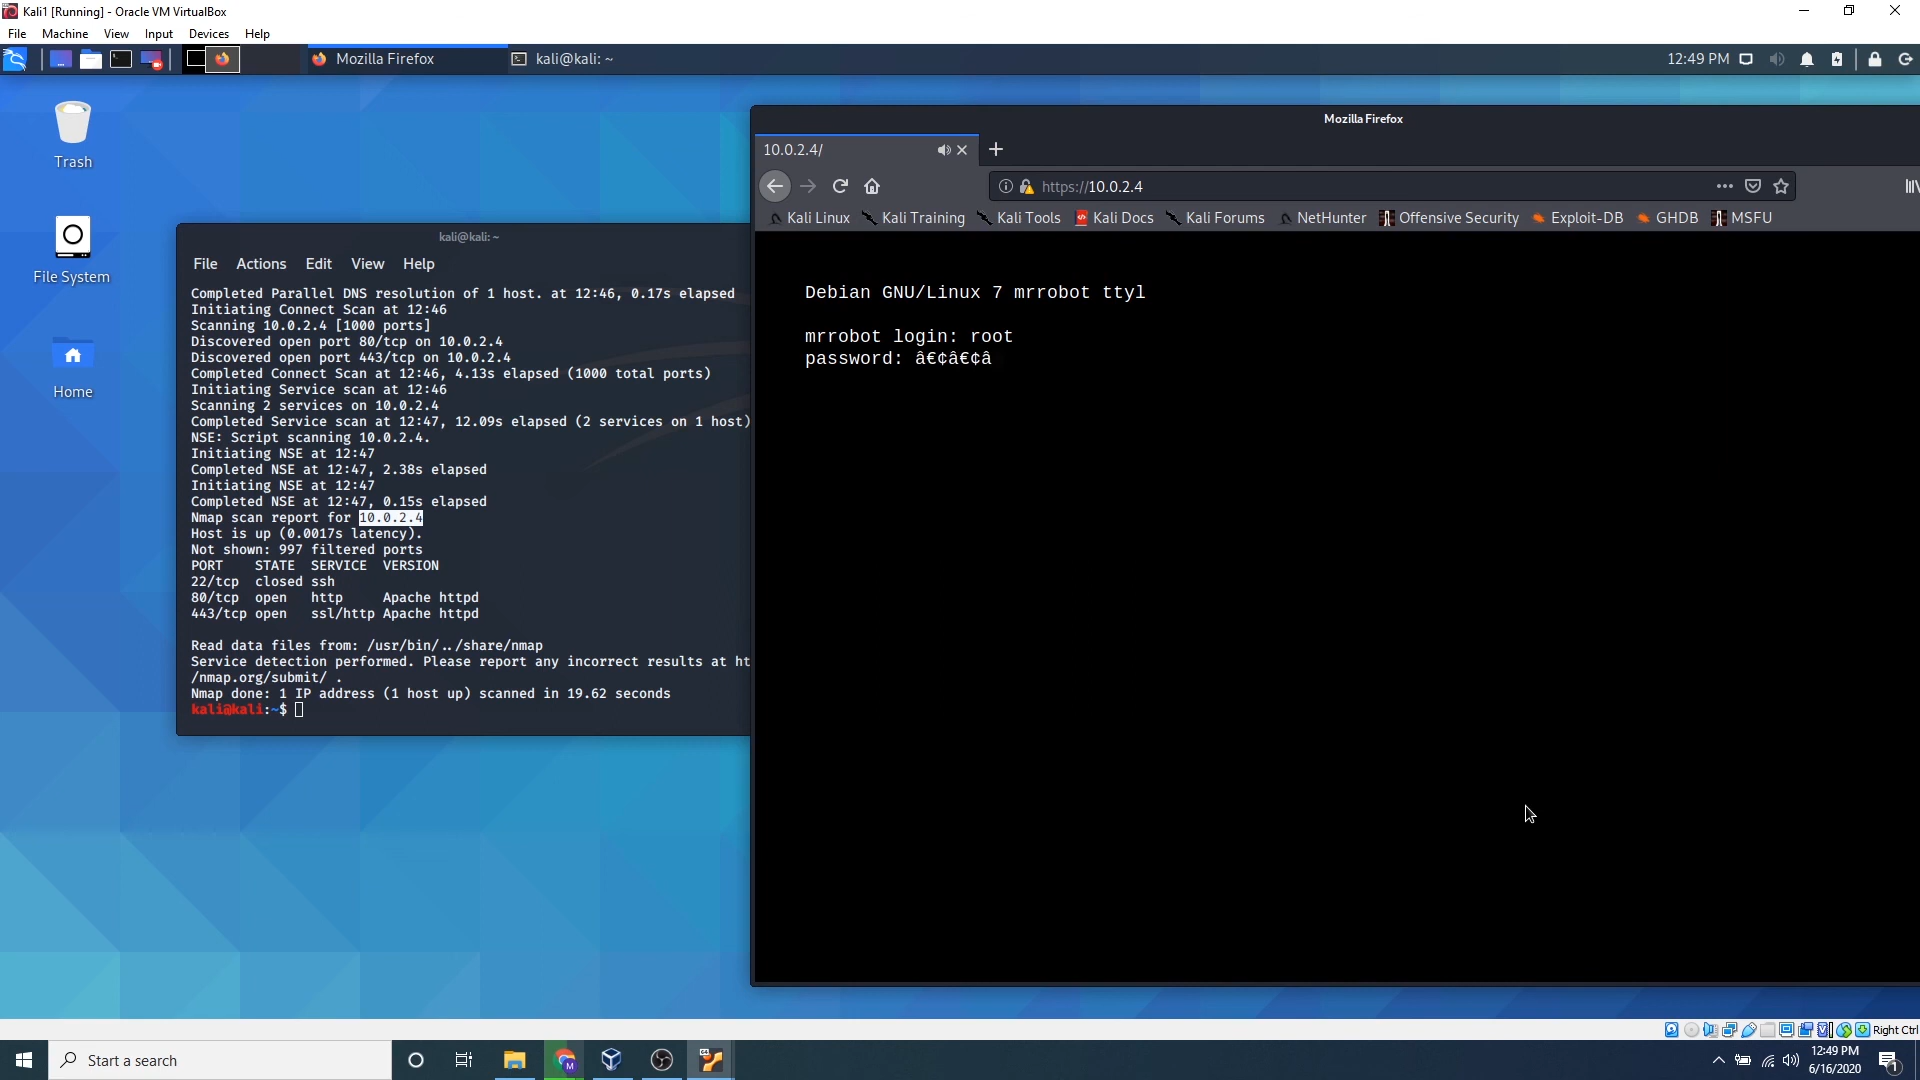 Kali1 [Running] - Oracle VM VirtualBox
File Machine View Input Devices Help
Mozilla Firefox
kali@kali: ~
12:49 PM
Trash
File System
Home
kali@kali: ~
File Actions Edit View Help
Completed Parallel DNS resolution of 1 host. at 12:46, 0.17s elapsed
Initiating Connect Scan at 12:46
Scanning 10.0.2.4 [1000 ports]
Discovered open port 80/tcp on 10.0.2.4
Discovered open port 443/tcp on 10.0.2.4
Completed Connect Scan at 12:46, 4.13s elapsed (1000 total ports)
Initiating Service scan at 12:46
Scanning 2 services on 10.0.2.4
Completed Service scan at 12:47, 12.09s elapsed (2 services on 1 host)
NSE: Script scanning 10.0.2.4.
Initiating NSE at 12:47
Completed NSE at 12:47, 2.38s elapsed
Initiating NSE at 12:47
Completed NSE at 12:47, 0.15s elapsed
Nmap scan report for 10.0.2.4
Host is up (0.0017s latency).
Not shown: 997 filtered ports
PORT STATE SERVICE VERSION
22/tcp closed ssh
80/tcp open http Apache httpd
443/tcp open ssl/http Apache httpd
Read data files from: /usr/bin/../share/nmap
Service detection performed. Please report any incorrect results at ht
/nmap.org/submit/ .
Nmap done: 1 IP address (1 host up) scanned in 19.62 seconds
kali@kali:~$
Mozilla Firefox
10.0.2.4/
https://10.0.2.4
Kali Linux Kali Training Kali Tools Kali Docs Kali Forums NetHunter Offensive Security Exploit-DB GHDB MSFU
Debian GNU/Linux 7 mrrobot ttyl
mrrobot login: root
password: â€¢â€¢â
Right Ctrl
Start a search
12:49 PM
6/16/2020